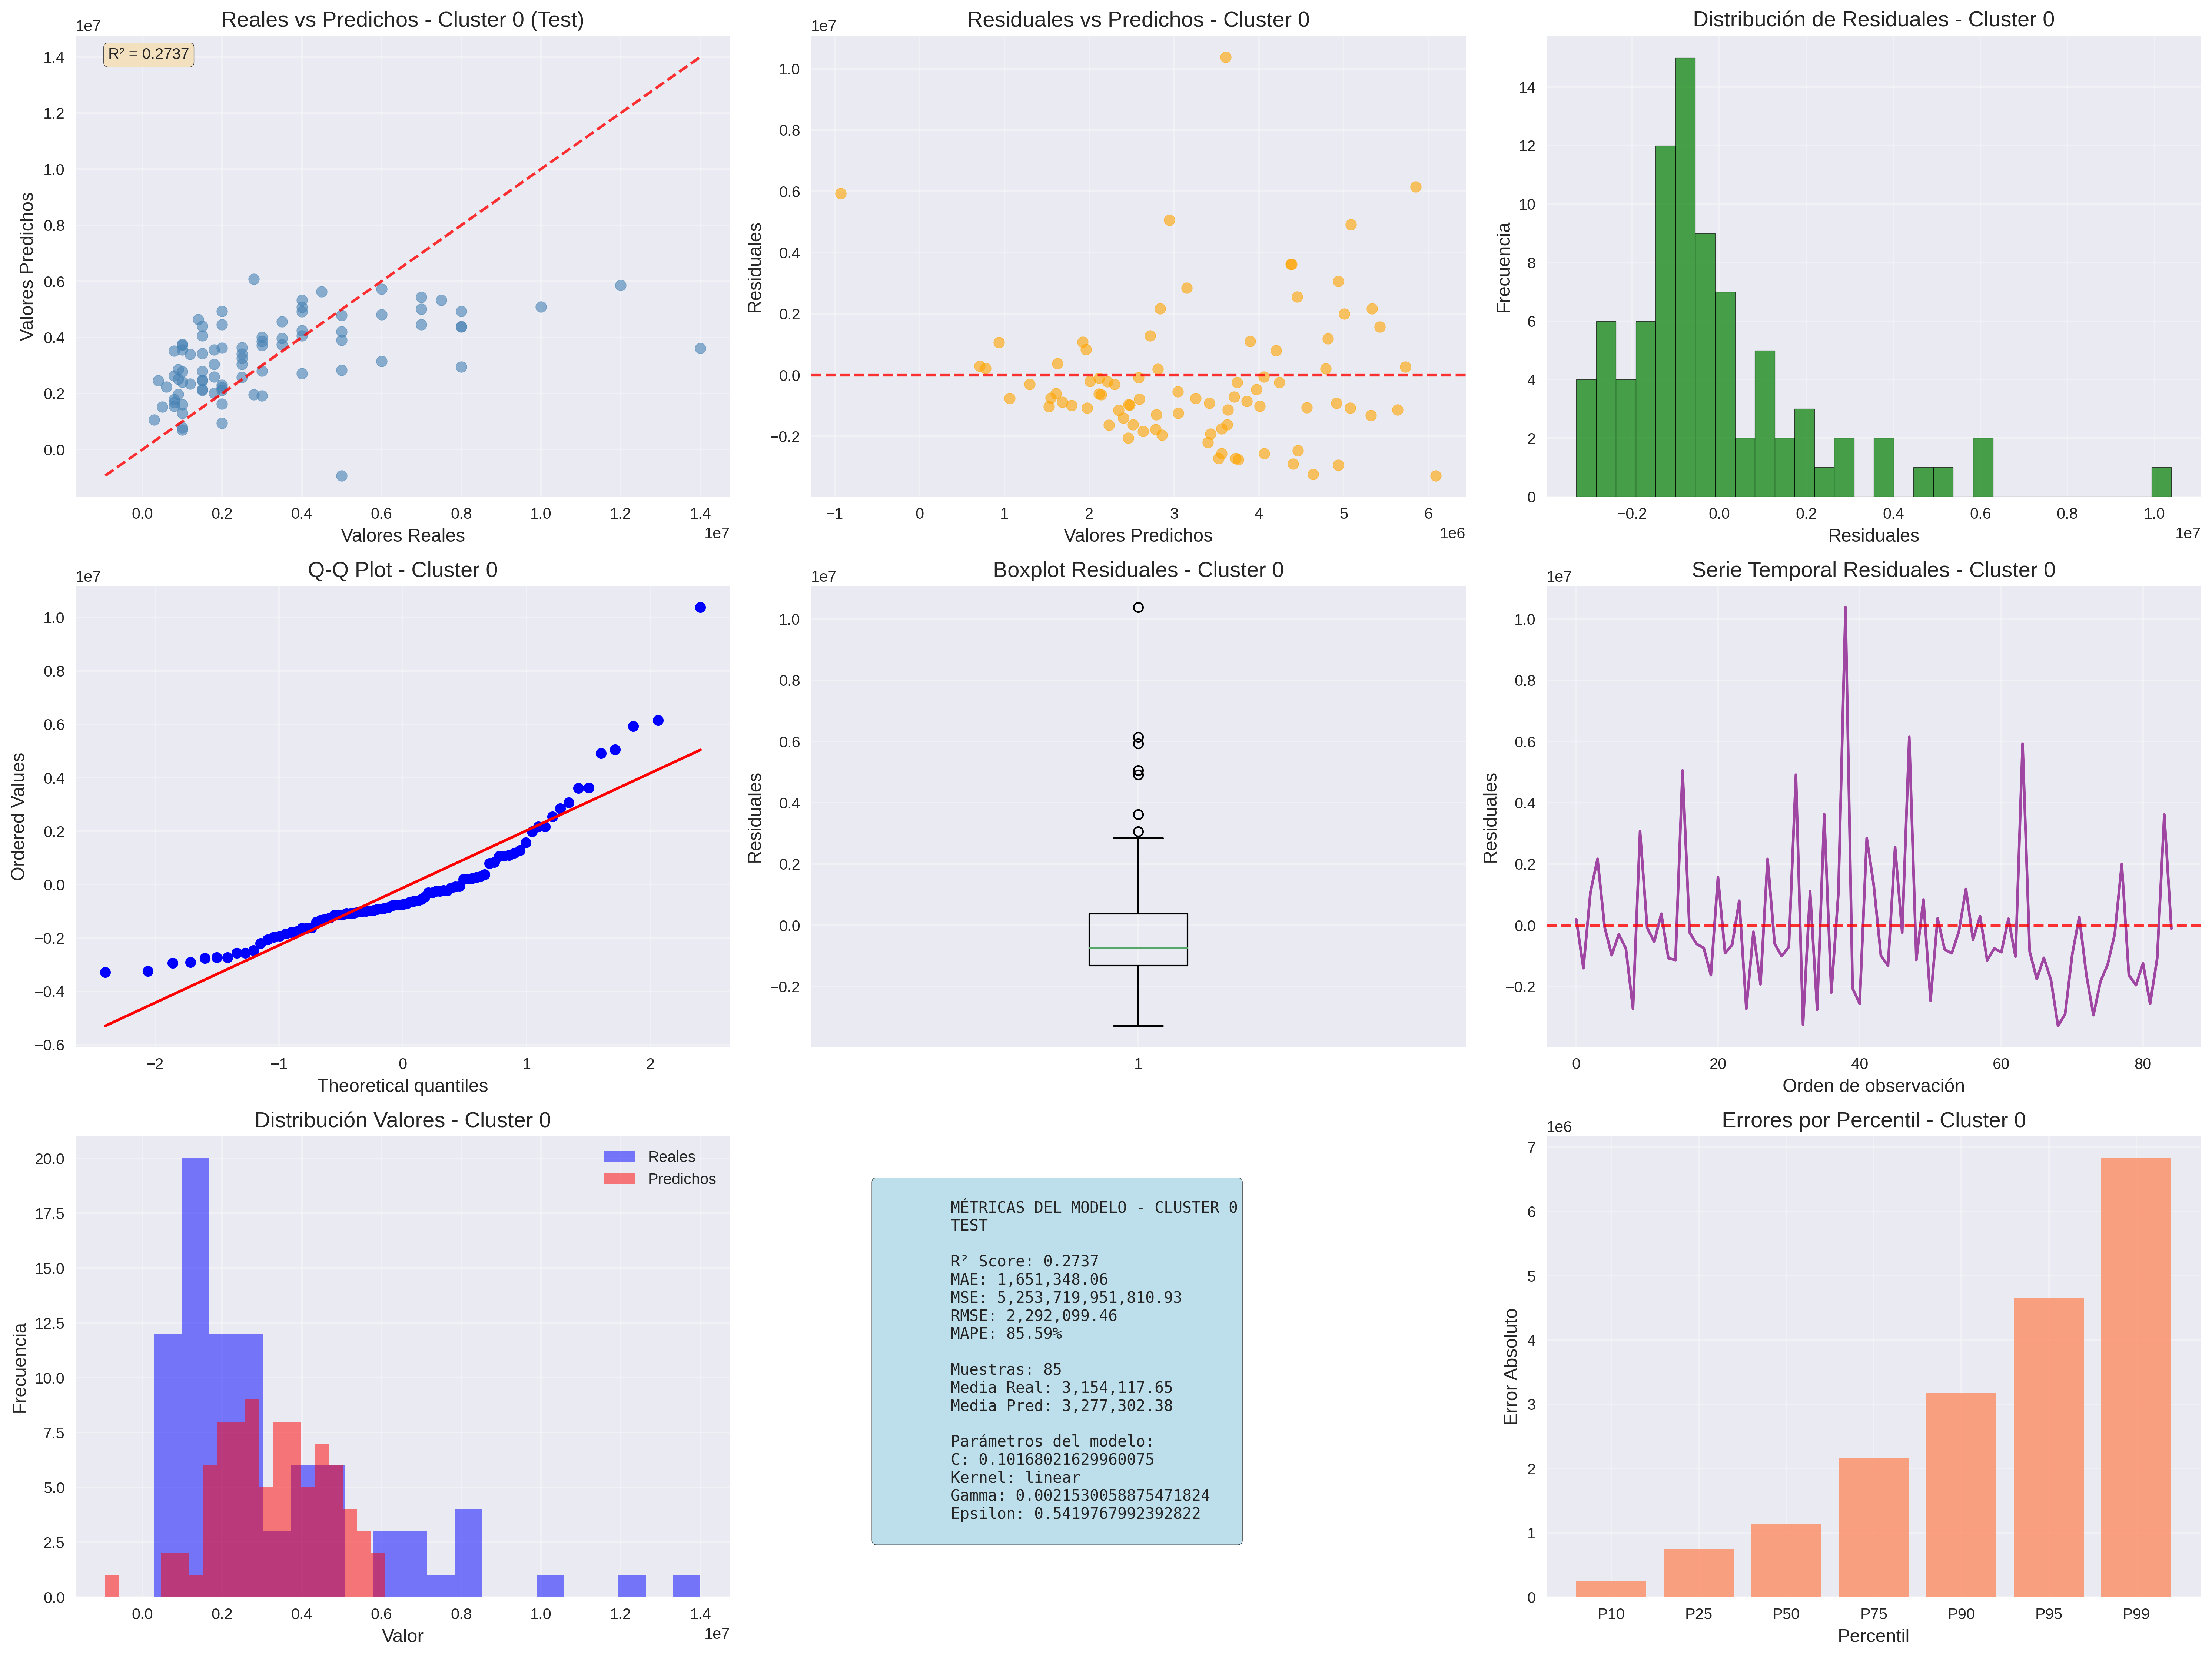 Reales vs Predichos - Cluster 0 (Test)
1e7
R² = 0.2737
1.4
1.2
1.0
0.8
0.6
0.4
0.2
0.0
Valores Predichos
0.0 0.2 0.4 0.6 0.8 1.0 1.2 1.4
1e7
Valores Reales
Residuales vs Predichos - Cluster 0
1e7
1.0
0.8
0.6
0.4
0.2
0.0
−0.2
Residuales
−1 0 1 2 3 4 5 6
1e6
Valores Predichos
Distribución de Residuales - Cluster 0
14
12
10
8
6
4
2
0
Frecuencia
−0.2 0.0 0.2 0.4 0.6 0.8 1.0
1e7
Residuales
Q-Q Plot - Cluster 0
1e7
1.0
0.8
0.6
0.4
0.2
0.0
−0.2
−0.4
−0.6
Ordered Values
−2 −1 0 1 2
Theoretical quantiles
Boxplot Residuales - Cluster 0
1e7
1.0
0.8
0.6
0.4
0.2
0.0
−0.2
Residuales
1
Serie Temporal Residuales - Cluster 0
1e7
1.0
0.8
0.6
0.4
0.2
0.0
−0.2
Residuales
0 20 40 60 80
Orden de observación
Distribución Valores - Cluster 0
Reales
Predichos
20.0
17.5
15.0
12.5
10.0
7.5
5.0
2.5
0.0
Frecuencia
0.0 0.2 0.4 0.6 0.8 1.0 1.2 1.4
1e7
Valor
MÉTRICAS DEL MODELO - CLUSTER 0
TEST
R² Score: 0.2737
MAE: 1,651,348.06
MSE: 5,253,719,951,810.93
RMSE: 2,292,099.46
MAPE: 85.59%
Muestras: 85
Media Real: 3,154,117.65
Media Pred: 3,277,302.38
Parámetros del modelo:
C: 0.10168021629960075
Kernel: linear
Gamma: 0.0021530058875471824
Epsilon: 0.5419767992392822
Errores por Percentil - Cluster 0
1e6
7
6
5
4
3
2
1
0
Error Absoluto
P10 P25 P50 P75 P90 P95 P99
Percentil